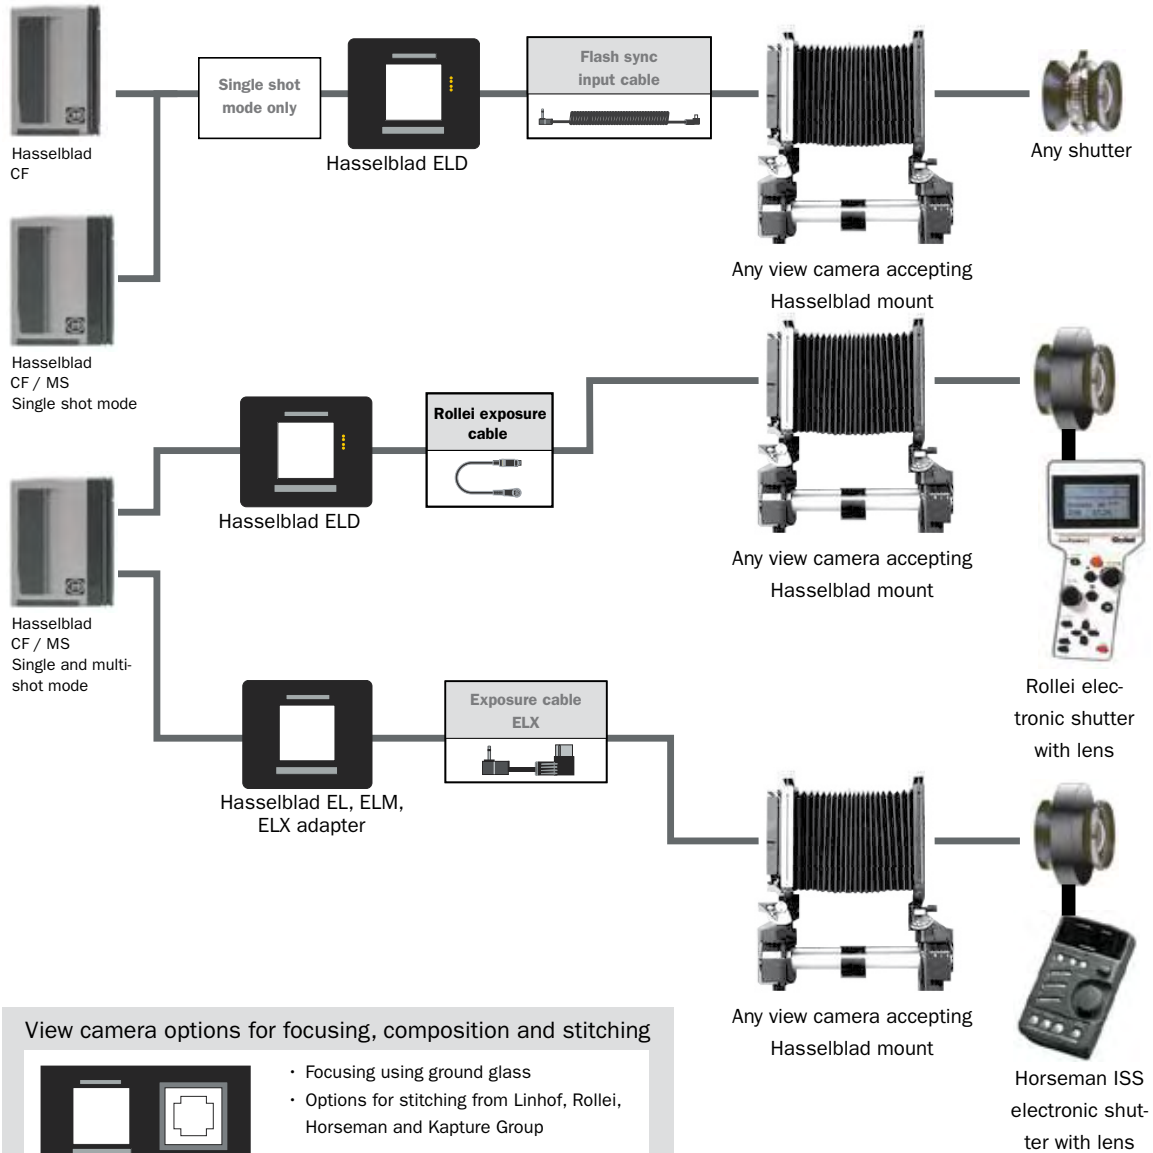 Hasselblad
CF
Single shot
mode only
Hasselblad ELD
Flash sync
input cable
Any view camera accepting
Hasselblad mount
Any shutter
Hasselblad
CF / MS
Single shot mode
Hasselblad ELD
Rollei exposure
cable
Any view camera accepting
Hasselblad mount
Rollei elec-
tronic shutter
with lens
Hasselblad
CF / MS
Single and multi-
shot mode
Hasselblad EL, ELM,
ELX adapter
Exposure cable
ELX
Any view camera accepting
Hasselblad mount
Horseman ISS
electronic shut-
ter with lens
View camera options for focusing, composition and stitching
· Focusing using ground glass
· Options for stitching from Linhof, Rollei,
Horseman and Kapture Group